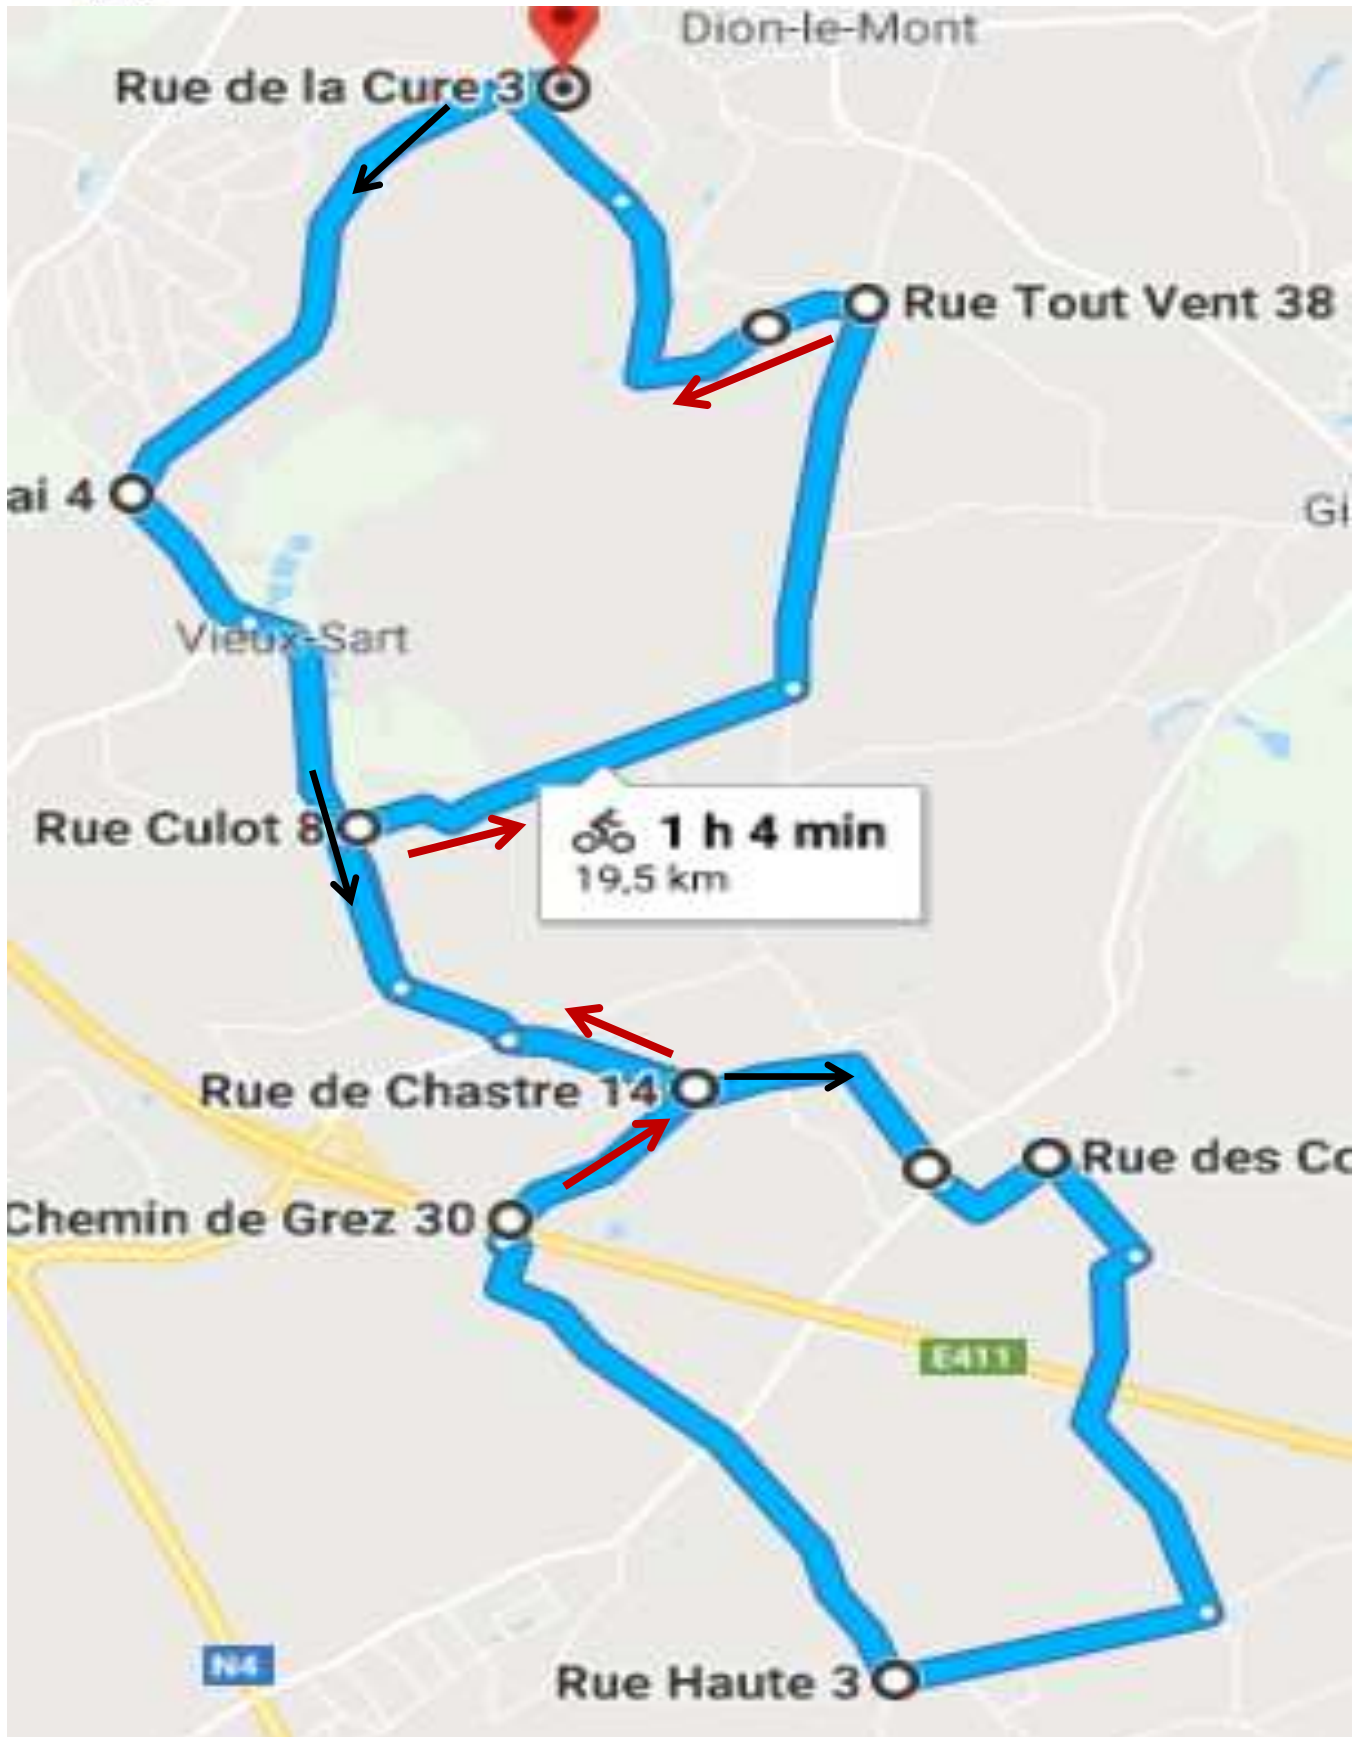 Dion-le-Mont
Rue de la Cure 3
Rue Tout Vent 38
ai 4
Gi
Vieux-Sart
Rue Culot 8
1 h 4 min
19,5 km
Rue de Chastre 14
Rue des Co
Chemin de Grez 30
E411
N4
Rue Haute 3